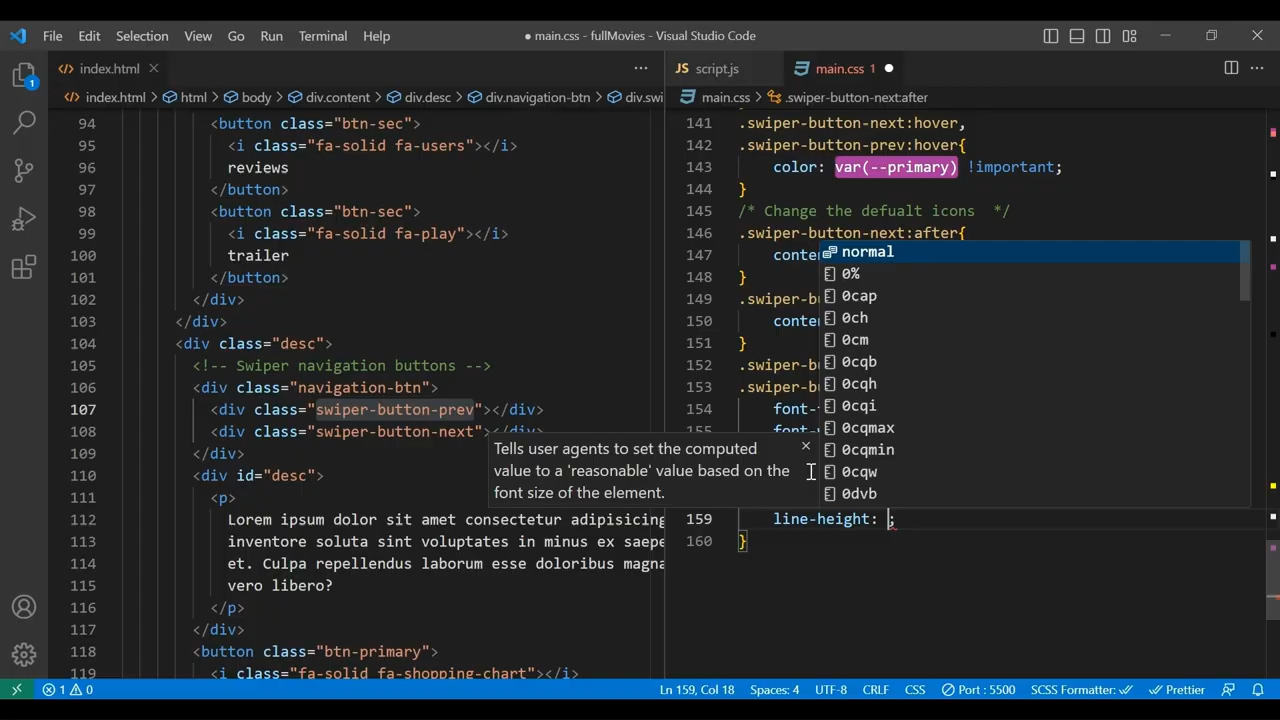 File Edit Selection View Go Run Terminal Help ● main.css - fullMovies - Visual Studio Code
index.html
JS script.js
main.css 1
index.html > html > body > div.content > div.desc > div.navigation-btn > div.swi
main.css > .swiper-button-next:after
94 <button class="btn-sec">
95 <i class="fa-solid fa-users"></i>
96 reviews
97 </button>
98 <button class="btn-sec">
99 <i class="fa-solid fa-play"></i>
100 trailer
101 </button>
102 </div>
103 </div>
104 <div class="desc">
105 <!-- Swiper navigation buttons -->
106 <div class="navigation-btn">
107 <div class="swiper-button-prev"></div>
108 <div class="swiper-button-next"></div>
109 </div>
110 <div id="desc">
111 <p>
112 Lorem ipsum dolor sit amet consectetur adipisicing
113 inventore soluta sint voluptates in minus ex saepe
114 et. Culpa repellendus laborum esse doloribus magna
115 vero libero?
116 </p>
117 </div>
118 <button class="btn-primary">
119 <i class="fa-solid fa-shopping-chart"></i>
141 .swiper-button-next:hover,
142 .swiper-button-prev:hover{
143 color: var(--primary) !important;
144 }
145 /* Change the defualt icons */
146 .swiper-button-next:after{
147 conte
148 }
149 .swiper-b
150 conte
151 }
152 .swiper-b
153 .swiper-b
154 font-
155
159 line-height: ;
160 }
normal
0%
0cap
0ch
0cm
0cqb
0cqh
0cqi
0cqmax
0cqmin
0cqw
0dvb
Tells user agents to set the computed
value to a 'reasonable' value based on the
font size of the element.
1 0 Ln 159, Col 18 Spaces: 4 UTF-8 CRLF CSS Port : 5500 SCSS Formatter: Prettier